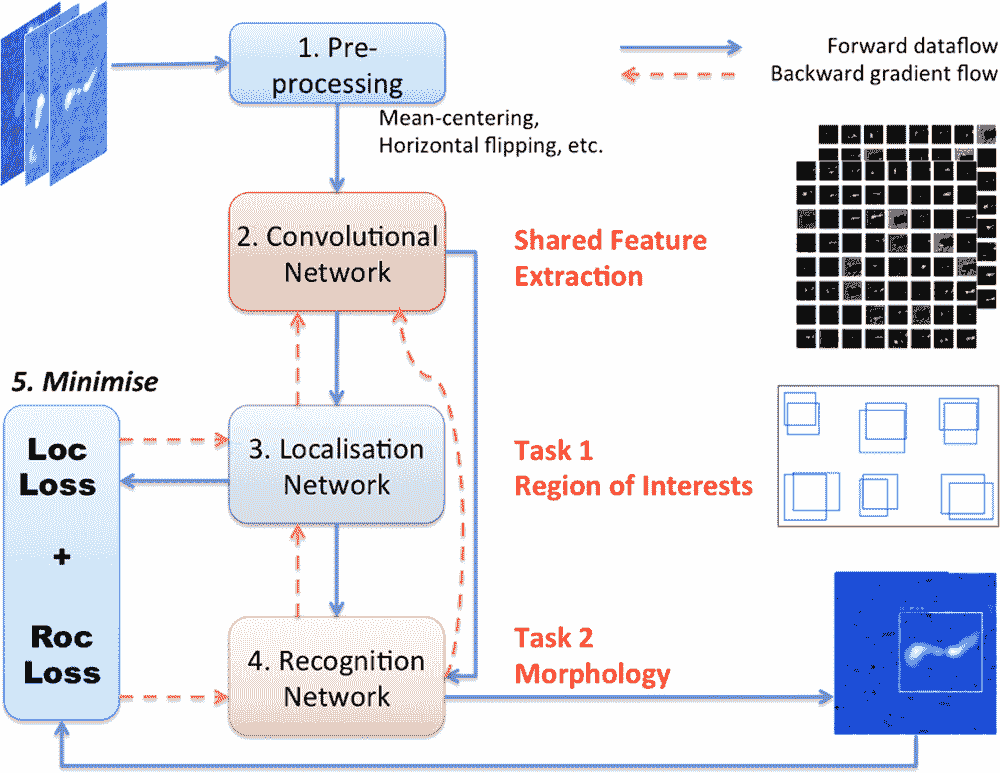 1. Pre-
processing
Forward dataflow
Backward gradient flow
Mean-centering,
Horizontal flipping, etc.
2. Convolutional
Network
Shared Feature
Extraction
5. Minimise
Loc
Loss
+
Roc
Loss
3. Localisation
Network
Task 1
Region of Interests
4. Recognition
Network
Task 2
Morphology